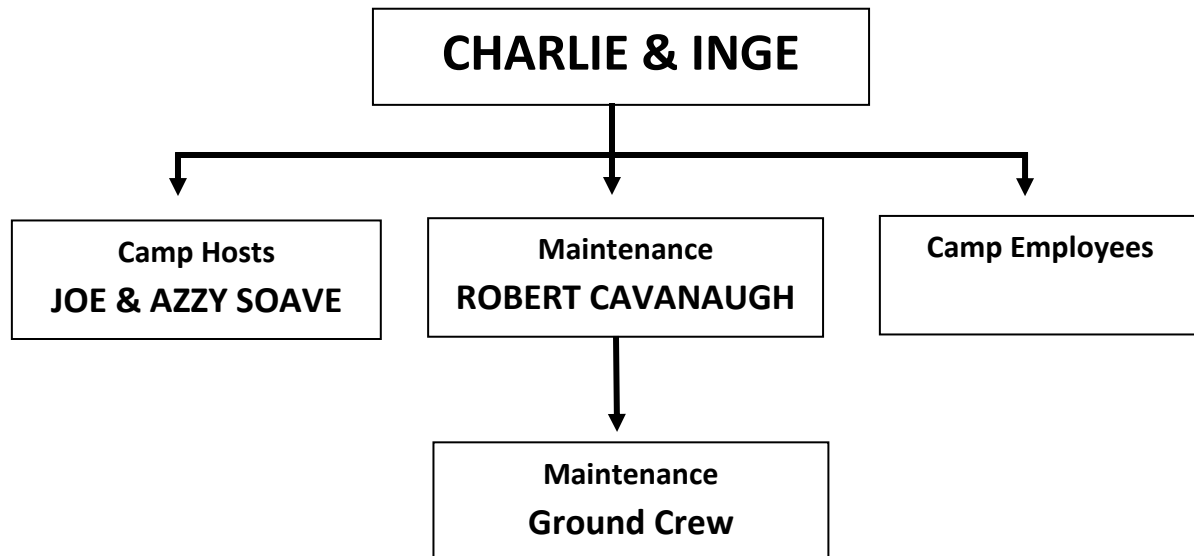 CHARLIE & INGE
Camp Hosts
JOE & AZZY SOAVE
Maintenance
ROBERT CAVANAUGH
Camp Employees
Maintenance
Ground Crew